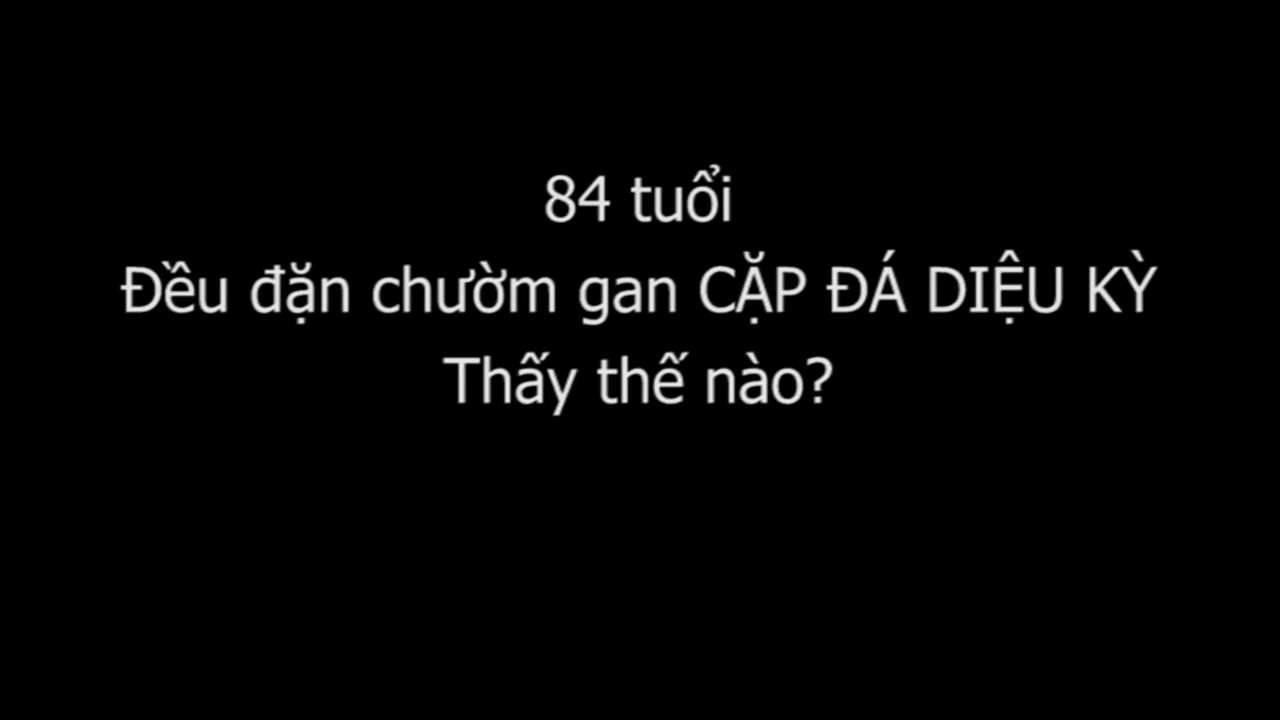 84 tuổi
Đều đặn chườm gan CẶP ĐÁ DIỆU KỲ
Thấy thế nào?